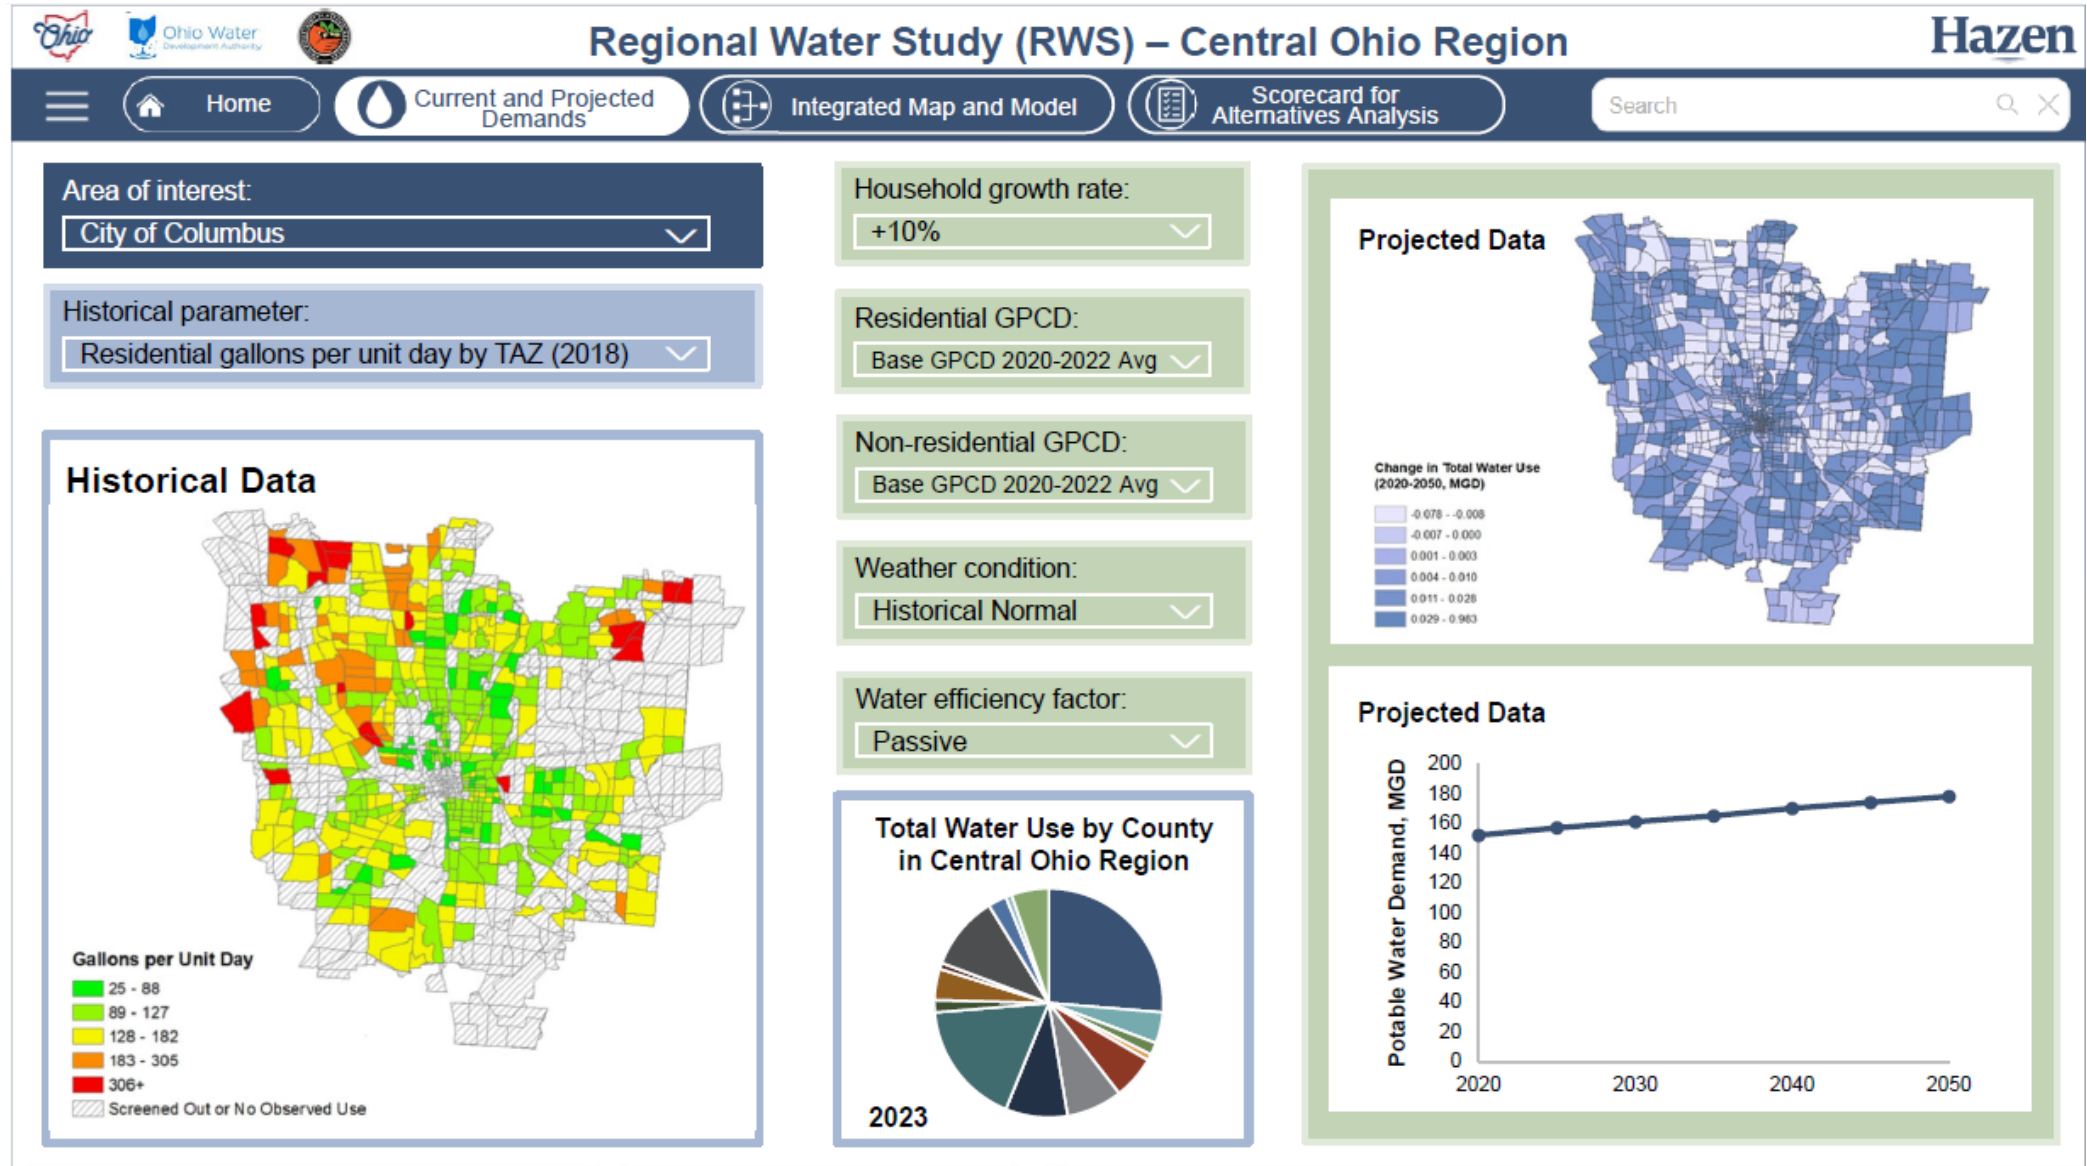 Ohio
Ohio Water
Development Authority
Regional Water Study (RWS) – Central Ohio Region
Hazen
Home
Current and Projected
Demands
Integrated Map and Model
Scorecard for
Alternatives Analysis
Search
Area of interest:
City of Columbus
Historical parameter:
Residential gallons per unit day by TAZ (2018)
Historical Data
Gallons per Unit Day
25 - 88
89 - 127
128 - 182
183 - 305
306+
Screened Out or No Observed Use
Household growth rate:
+10%
Residential GPCD:
Base GPCD 2020-2022 Avg
Non-residential GPCD:
Base GPCD 2020-2022 Avg
Weather condition:
Historical Normal
Water efficiency factor:
Passive
Total Water Use by County
in Central Ohio Region
2023
Projected Data
Change in Total Water Use
(2020-2050, MGD)
-0.078 - -0.008
-0.007 - 0.000
0.001 - 0.003
0.004 - 0.010
0.011 - 0.028
0.029 - 0.983
Projected Data
Potable Water Demand, MGD
200
180
160
140
120
100
80
60
40
20
0
2020
2030
2040
2050